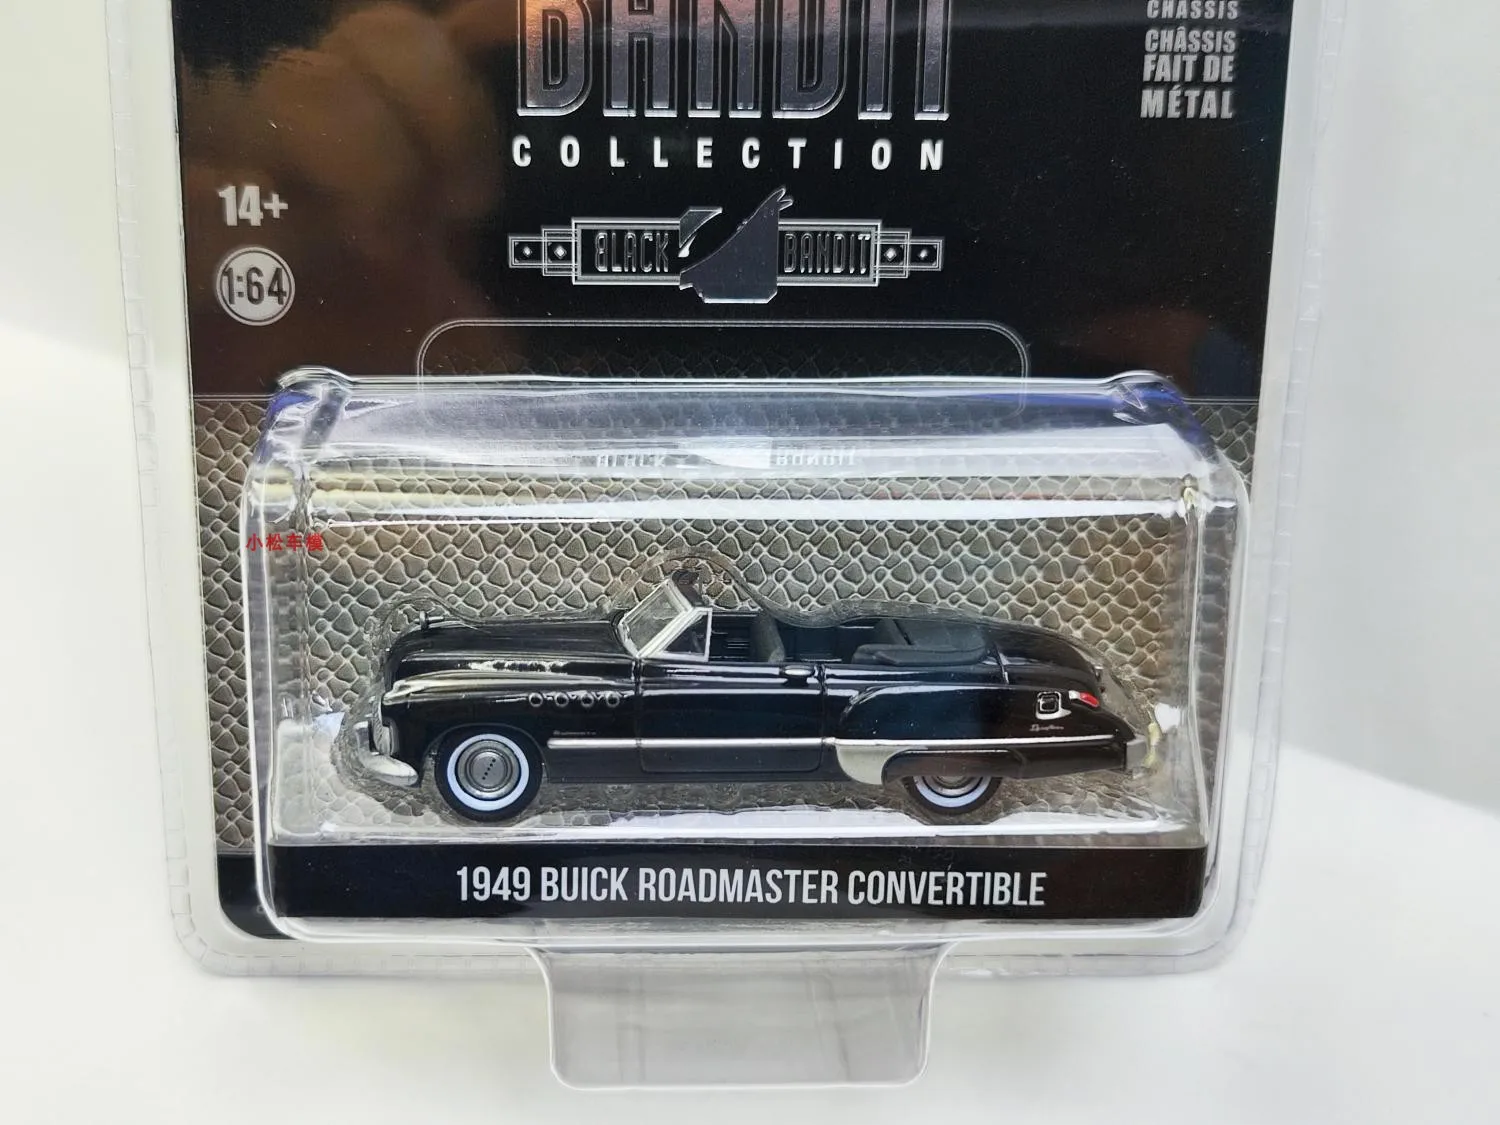 BANDIT
COLLECTION
CHASSIS
CHÂSSIS
FAIT DE
MÉTAL
14+
1:64
BLACK BANDIT
小松车模
1949 BUICK ROADMASTER CONVERTIBLE